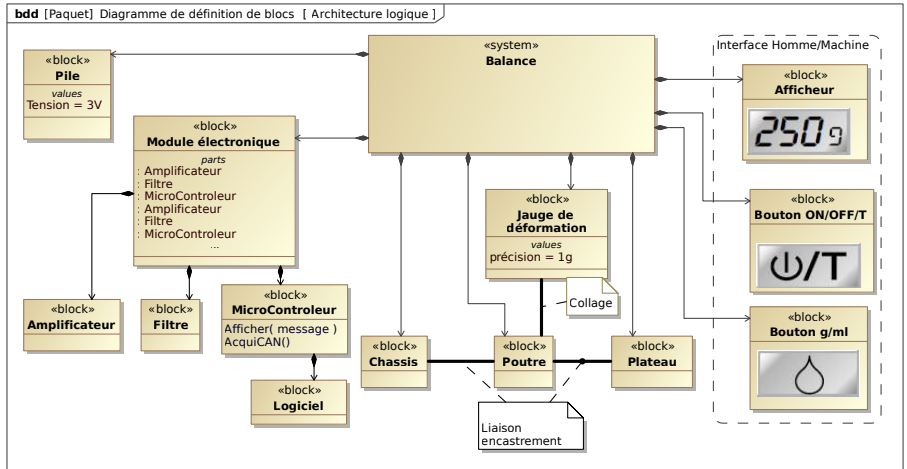 bdd [Paquet] Diagramme de définition de blocs [ Architecture logique ]
«block»
Pile
values
Tension = 3V
«system»
Balance
Interface Homme/Machine
«block»
Afficheur
250g
«block»
Module électronique
parts
: Amplificateur
: Filtre
: MicroControleur
: Amplificateur
: Filtre
: MicroControleur
...
«block»
Jauge de
déformation
values
précision = 1g
«block»
Bouton ON/OFF/T
/T
Collage
«block»
Amplificateur
«block»
Filtre
«block»
MicroControleur
Afficher( message )
AcquiCAN()
«block»
Bouton g/ml
«block»
Chassis
«block»
Poutre
«block»
Plateau
«block»
Logiciel
Liaison
encastrement